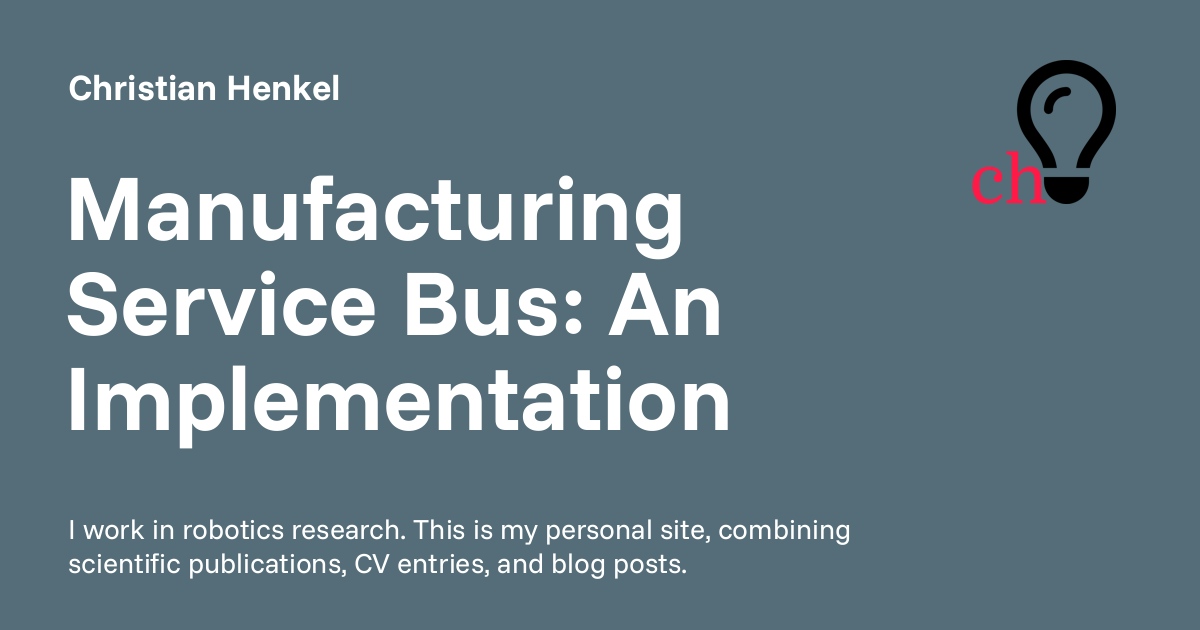 Christian Henkel
ch
Manufacturing
Service Bus: An
Implementation
I work in robotics research. This is my personal site, combining
scientific publications, CV entries, and blog posts.